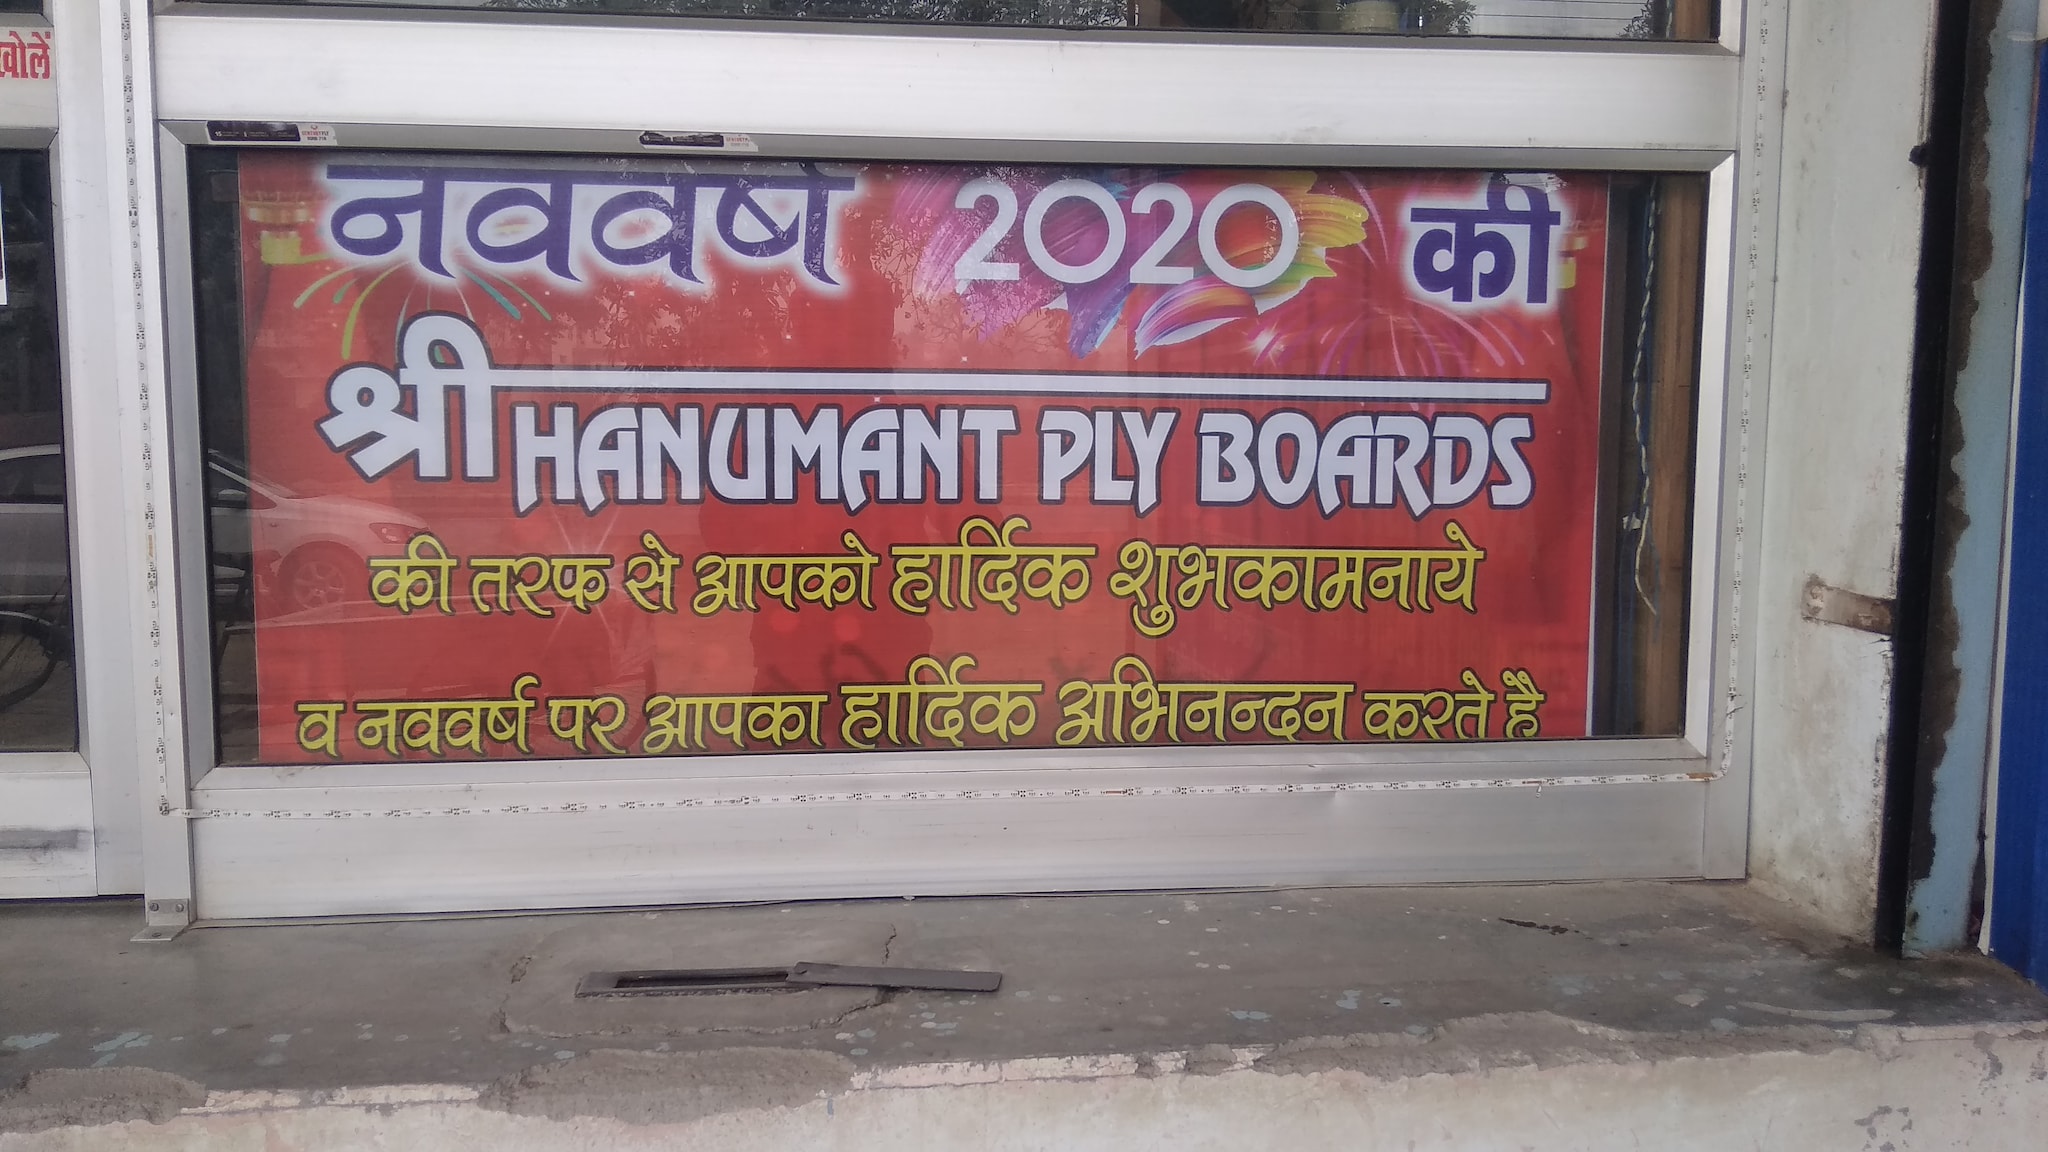 खोलें
नववर्ष 2020 की
श्री HANUMANT PLY BOARDS
की तरफ से आपको हार्दिक शुभकामनाये
व नववर्ष पर आपका हार्दिक अभिनन्दन करते है